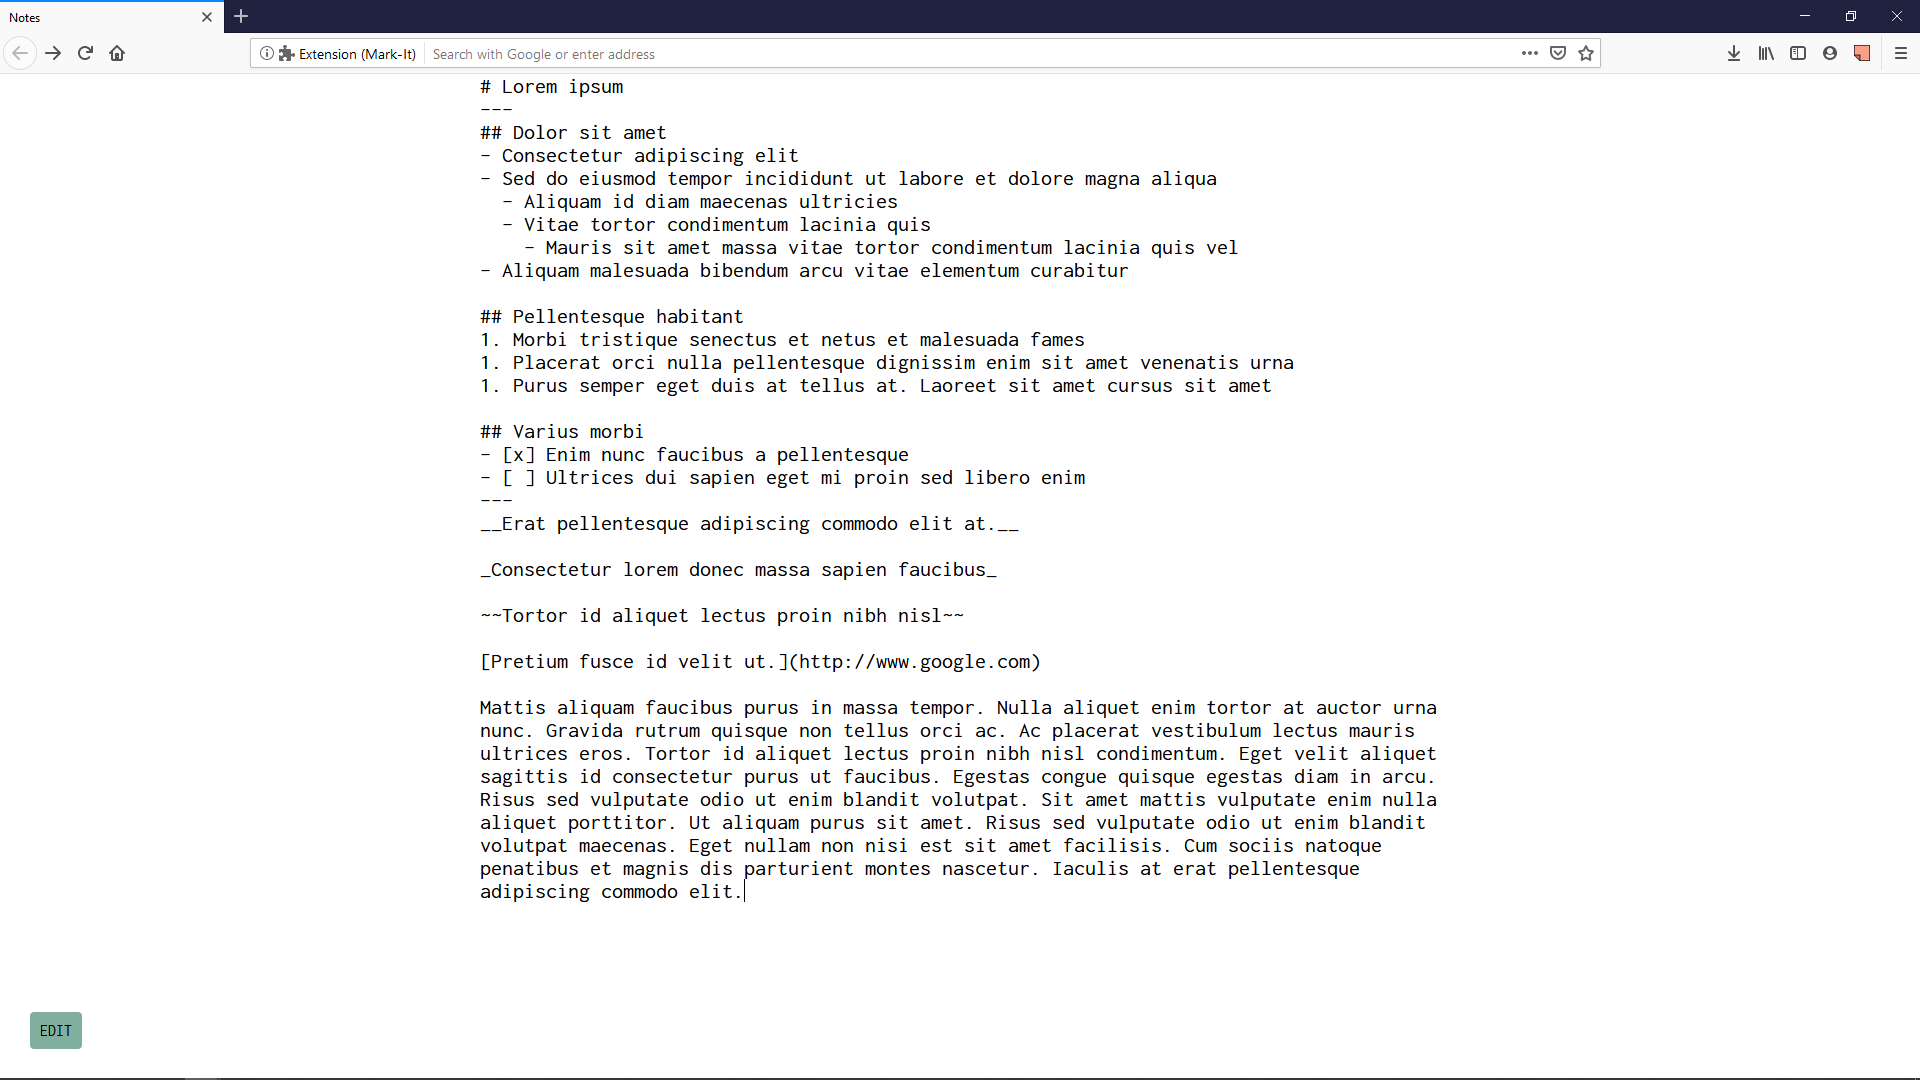 Notes
Extension (Mark-It)
Search with Google or enter address
# Lorem ipsum
---
## Dolor sit amet
- Consectetur adipiscing elit
- Sed do eiusmod tempor incididunt ut labore et dolore magna aliqua
  - Aliquam id diam maecenas ultricies
  - Vitae tortor condimentum lacinia quis
    - Mauris sit amet massa vitae tortor condimentum lacinia quis vel
- Aliquam malesuada bibendum arcu vitae elementum curabitur
## Pellentesque habitant
1. Morbi tristique senectus et netus et malesuada fames
1. Placerat orci nulla pellentesque dignissim enim sit amet venenatis urna
1. Purus semper eget duis at tellus at. Laoreet sit amet cursus sit amet
## Varius morbi
- [x] Enim nunc faucibus a pellentesque
- [ ] Ultrices dui sapien eget mi proin sed libero enim
---
__Erat pellentesque adipiscing commodo elit at.__
_Consectetur lorem donec massa sapien faucibus_
~~Tortor id aliquet lectus proin nibh nisl~~
[Pretium fusce id velit ut.](http://www.google.com)
Mattis aliquam faucibus purus in massa tempor. Nulla aliquet enim tortor at auctor urna
nunc. Gravida rutrum quisque non tellus orci ac. Ac placerat vestibulum lectus mauris
ultrices eros. Tortor id aliquet lectus proin nibh nisl condimentum. Eget velit aliquet
sagittis id consectetur purus ut faucibus. Egestas congue quisque egestas diam in arcu.
Risus sed vulputate odio ut enim blandit volutpat. Sit amet mattis vulputate enim nulla
aliquet porttitor. Ut aliquam purus sit amet. Risus sed vulputate odio ut enim blandit
volutpat maecenas. Eget nullam non nisi est sit amet facilisis. Cum sociis natoque
penatibus et magnis dis parturient montes nascetur. Iaculis at erat pellentesque
adipiscing commodo elit.
EDIT